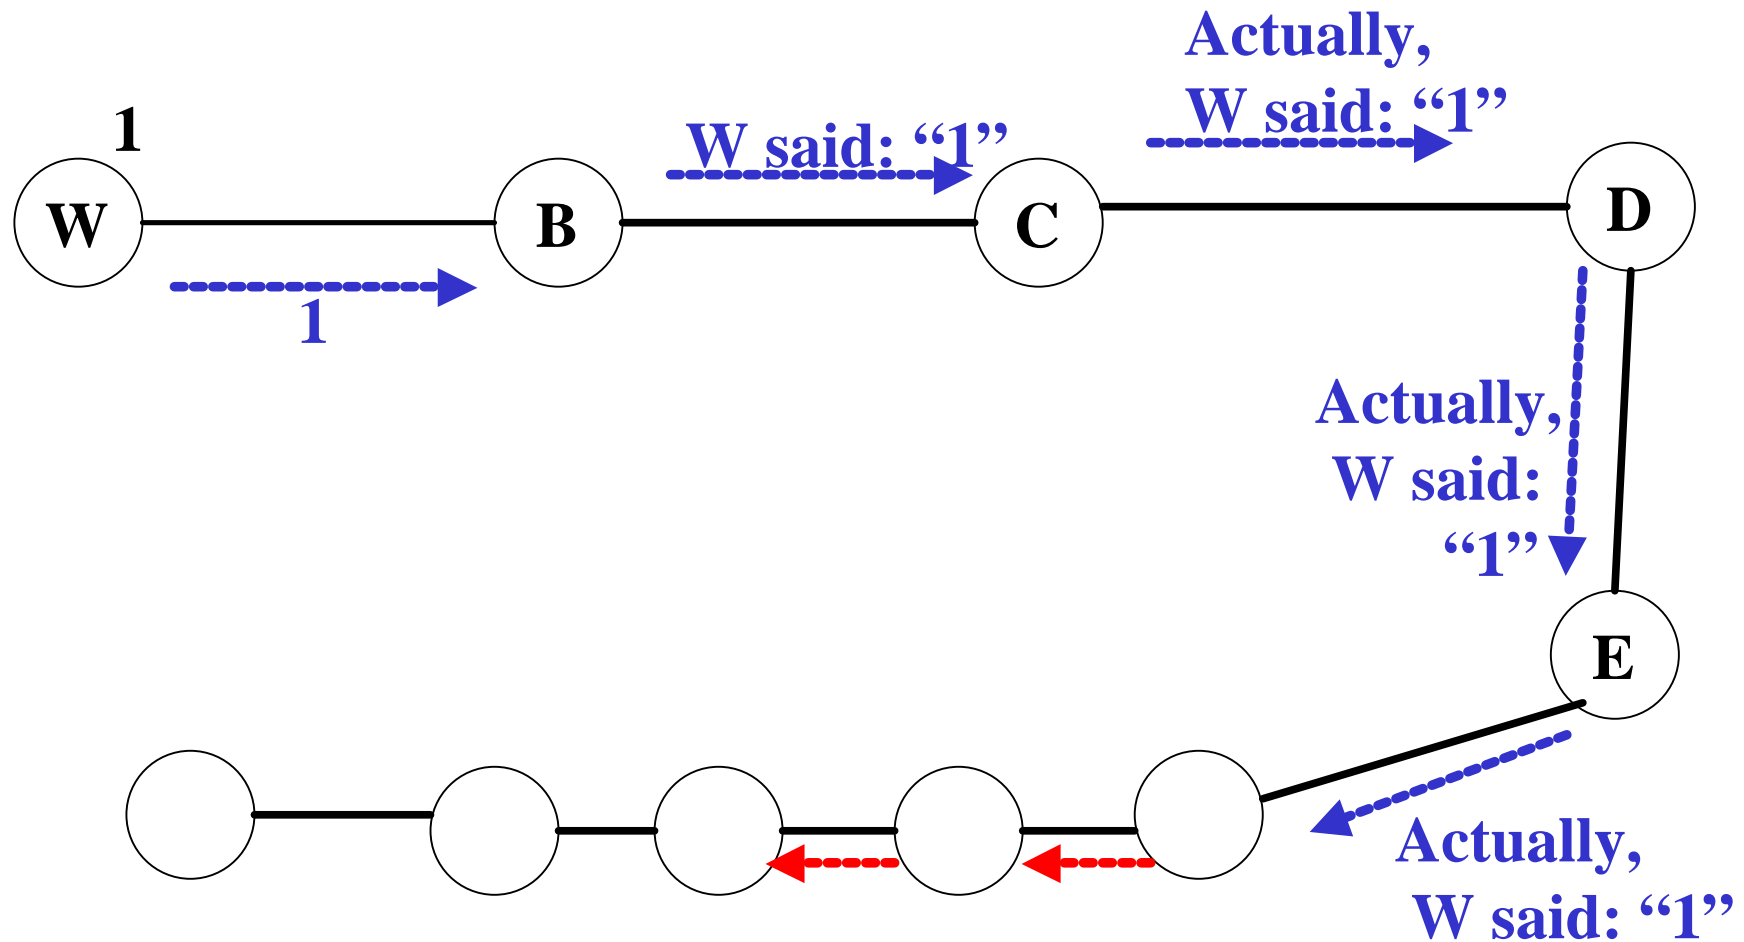 Actually,
W said: “1”
1
W said: “1”
W
B
C
D
1
Actually,
W said:
“1”
E
Actually,
W said: “1”